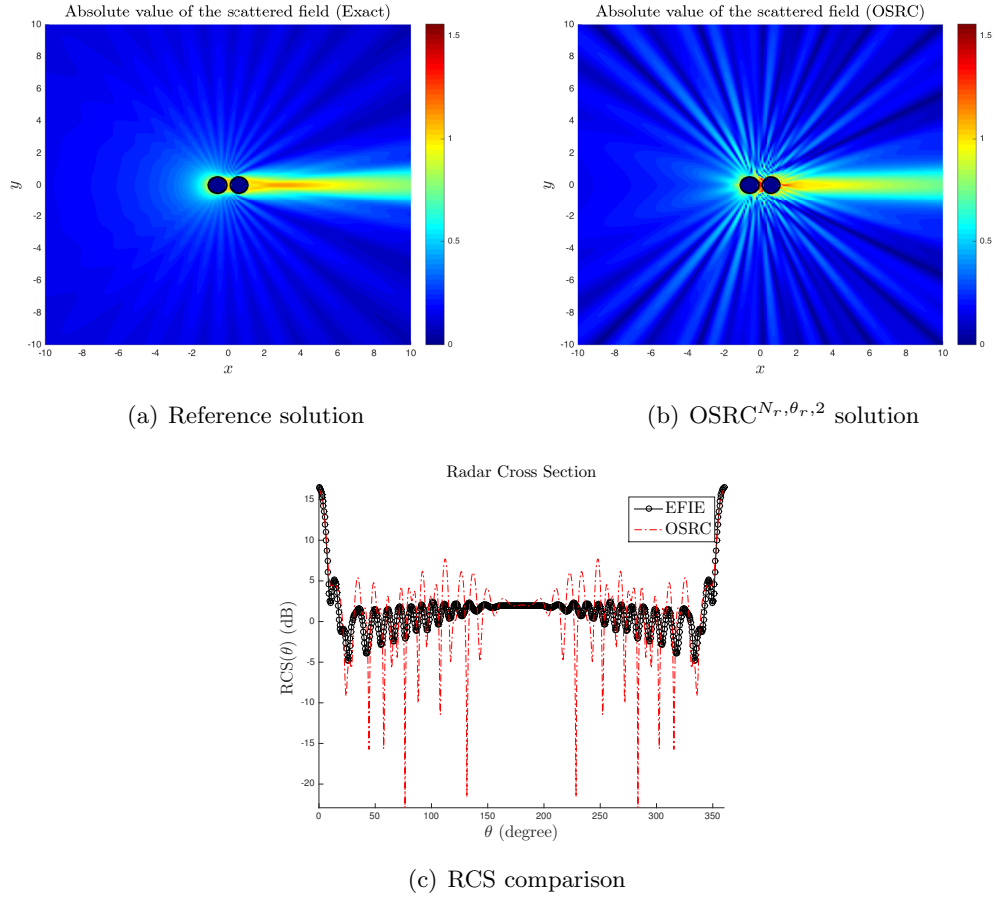 Absolute value of the scattered field (Exact)
10
8
6
4
2
0
-2
-4
-6
-8
-10
y
-10 -8 -6 -4 -2 0 2 4 6 8 10
x
1.5
1
0.5
0
(a) Reference solution
Absolute value of the scattered field (OSRC)
10
8
6
4
2
0
-2
-4
-6
-8
-10
y
-10 -8 -6 -4 -2 0 2 4 6 8 10
x
1.5
1
0.5
0
(b) OSRC^{N_r,θ_r,2} solution
Radar Cross Section
15
10
5
0
-5
-10
-15
-20
RCS(θ) (dB)
EFIE
OSRC
0 50 100 150 200 250 300 350
θ (degree)
(c) RCS comparison